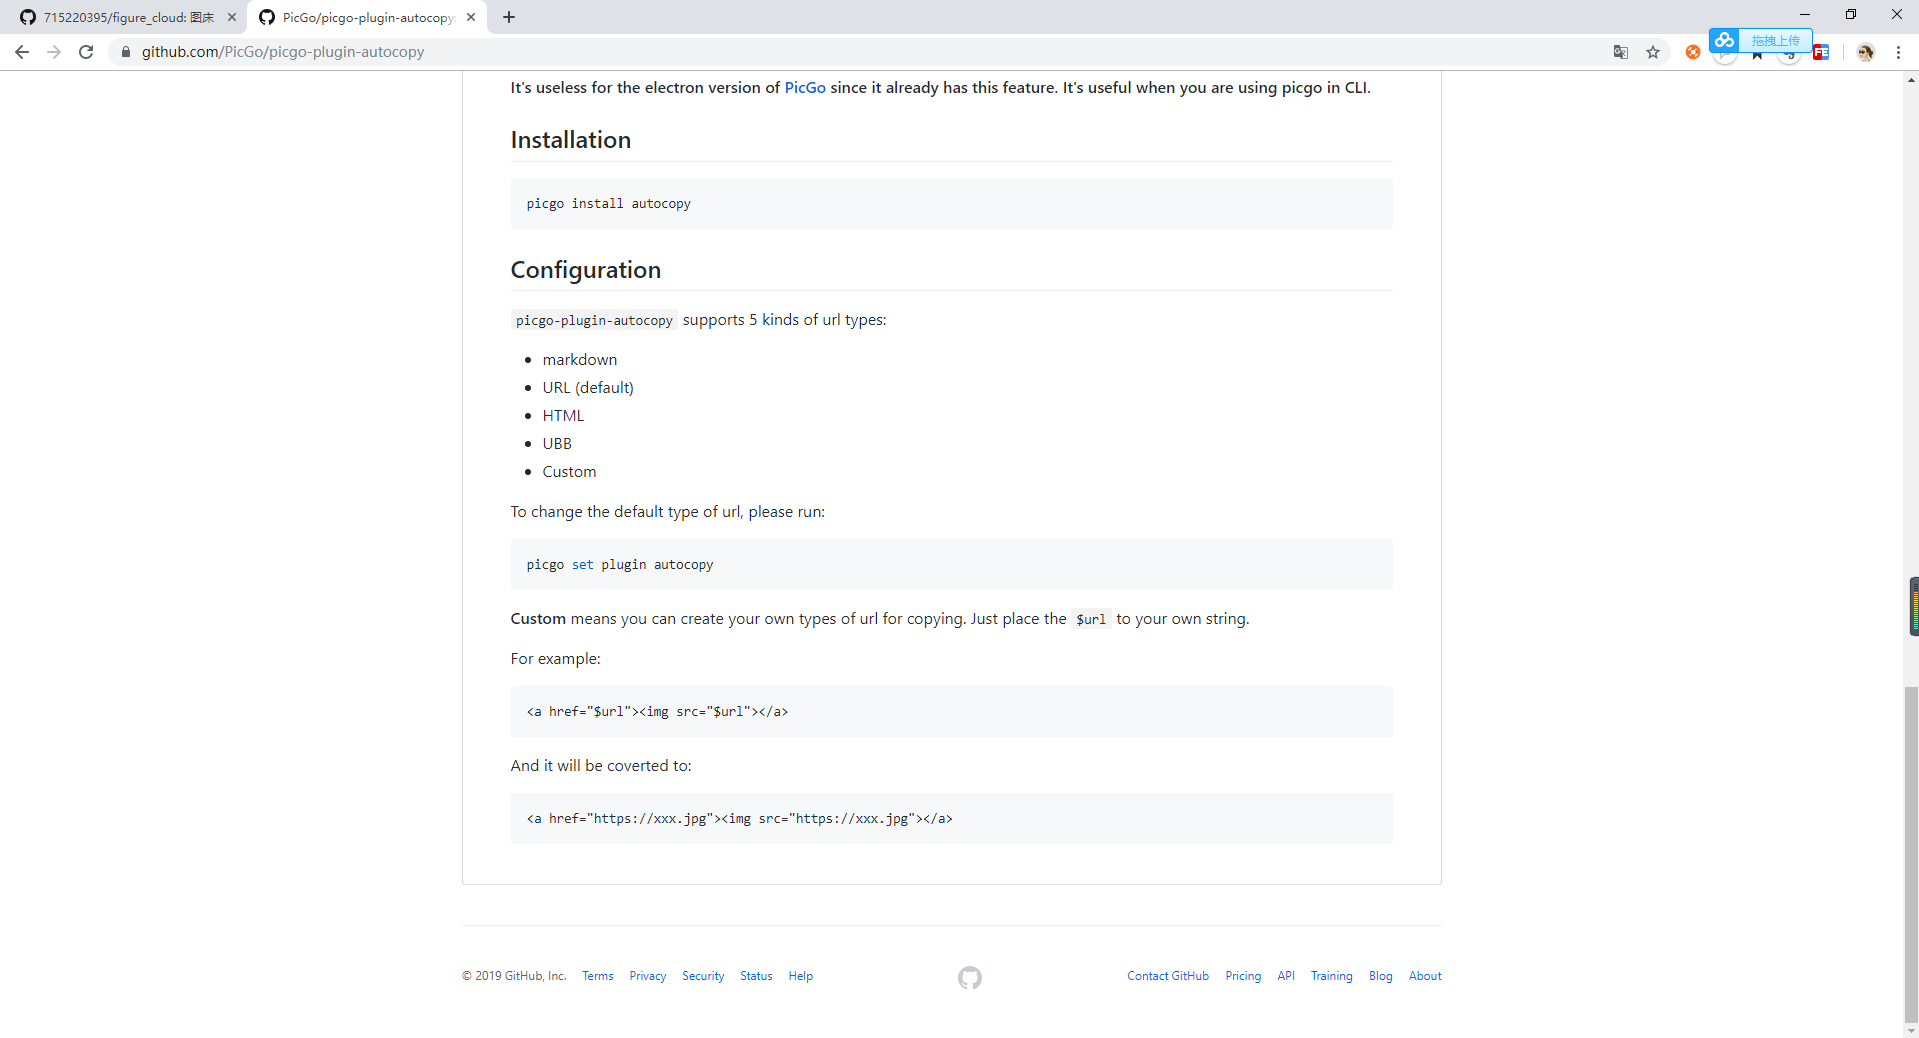 715220395/figure_cloud: 图床
PicGo/picgo-plugin-autocopy:
github.com/PicGo/picgo-plugin-autocopy
拖拽上传
It's useless for the electron version of PicGo since it already has this feature. It's useful when you are using picgo in CLI.
Installation
picgo install autocopy
Configuration
picgo-plugin-autocopy supports 5 kinds of url types:
markdown
URL (default)
HTML
UBB
Custom
To change the default type of url, please run:
picgo set plugin autocopy
Custom means you can create your own types of url for copying. Just place the $url to your own string.
For example:
<a href="$url"><img src="$url"></a>
And it will be coverted to:
<a href="https://xxx.jpg"><img src="https://xxx.jpg"></a>
© 2019 GitHub, Inc. Terms Privacy Security Status Help Contact GitHub Pricing API Training Blog About